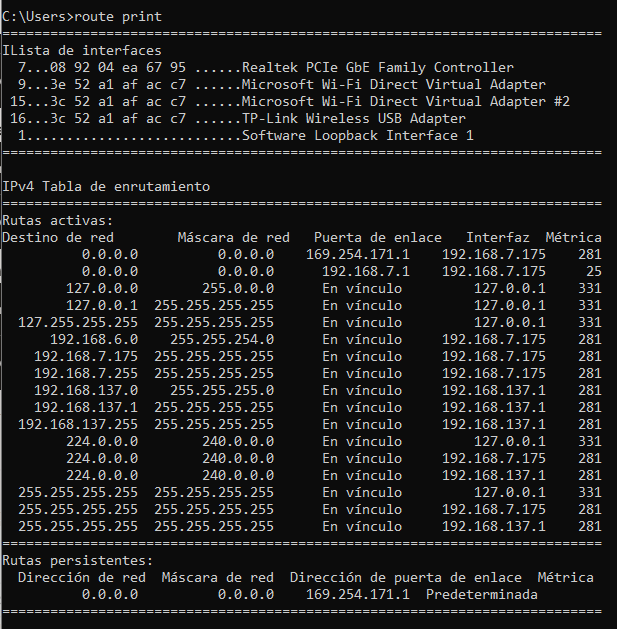 C:\Users>route print
===========================================================================
ILista de interfaces
  7...08 92 04 ea 67 95 ......Realtek PCIe GbE Family Controller
  9...3e 52 a1 af ac c7 ......Microsoft Wi-Fi Direct Virtual Adapter
 15...3c 52 a1 af ac c7 ......Microsoft Wi-Fi Direct Virtual Adapter #2
 16...3c 52 a1 af ac c7 ......TP-Link Wireless USB Adapter
  1...........................Software Loopback Interface 1
===========================================================================
IPv4 Tabla de enrutamiento
===========================================================================
Rutas activas:
Destino de red        Máscara de red   Puerta de enlace   Interfaz  Métrica
          0.0.0.0          0.0.0.0    169.254.171.1    192.168.7.175    281
          0.0.0.0          0.0.0.0      192.168.7.1    192.168.7.175     25
        127.0.0.0        255.0.0.0      En vínculo         127.0.0.1    331
        127.0.0.1  255.255.255.255      En vínculo         127.0.0.1    331
  127.255.255.255  255.255.255.255      En vínculo         127.0.0.1    331
      192.168.6.0    255.255.254.0      En vínculo     192.168.7.175    281
    192.168.7.175  255.255.255.255      En vínculo     192.168.7.175    281
    192.168.7.255  255.255.255.255      En vínculo     192.168.7.175    281
    192.168.137.0    255.255.255.0      En vínculo     192.168.137.1    281
    192.168.137.1  255.255.255.255      En vínculo     192.168.137.1    281
  192.168.137.255  255.255.255.255      En vínculo     192.168.137.1    281
        224.0.0.0        240.0.0.0      En vínculo         127.0.0.1    331
        224.0.0.0        240.0.0.0      En vínculo     192.168.7.175    281
        224.0.0.0        240.0.0.0      En vínculo     192.168.137.1    281
  255.255.255.255  255.255.255.255      En vínculo         127.0.0.1    331
  255.255.255.255  255.255.255.255      En vínculo     192.168.7.175    281
  255.255.255.255  255.255.255.255      En vínculo     192.168.137.1    281
===========================================================================
Rutas persistentes:
  Dirección de red  Máscara de red  Dirección de puerta de enlace  Métrica
          0.0.0.0          0.0.0.0    169.254.171.1  Predeterminada
===========================================================================